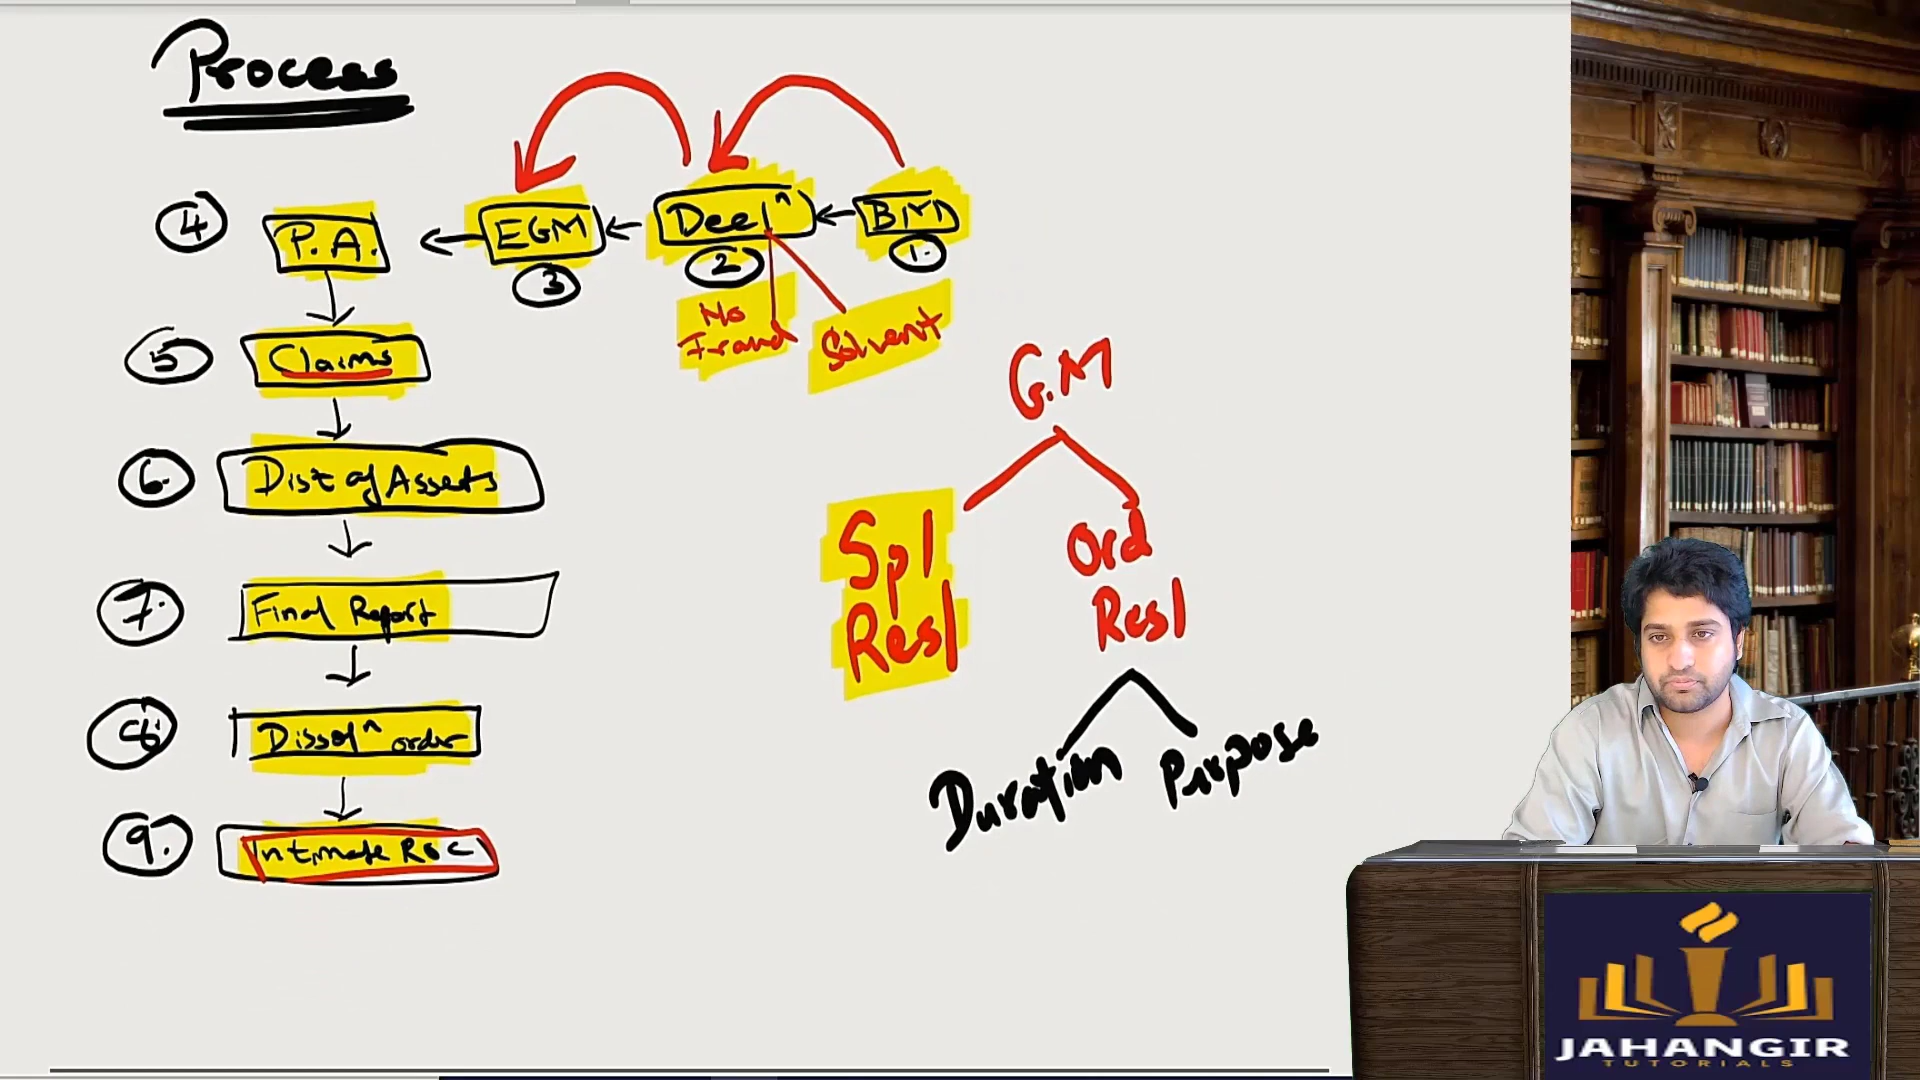 Process
④ P.A. ← EGM ← Decl^n ← BM
③ ② 1.
No Fraud
Solvent
⑤ Claims
G.M
6. Dist of Assets
Spl Resl
Ord Resl
7. Final Report
8. Dissol^n order
Duration Purpose
9. Intimate ROC
JAHANGIR
TUTORIALS